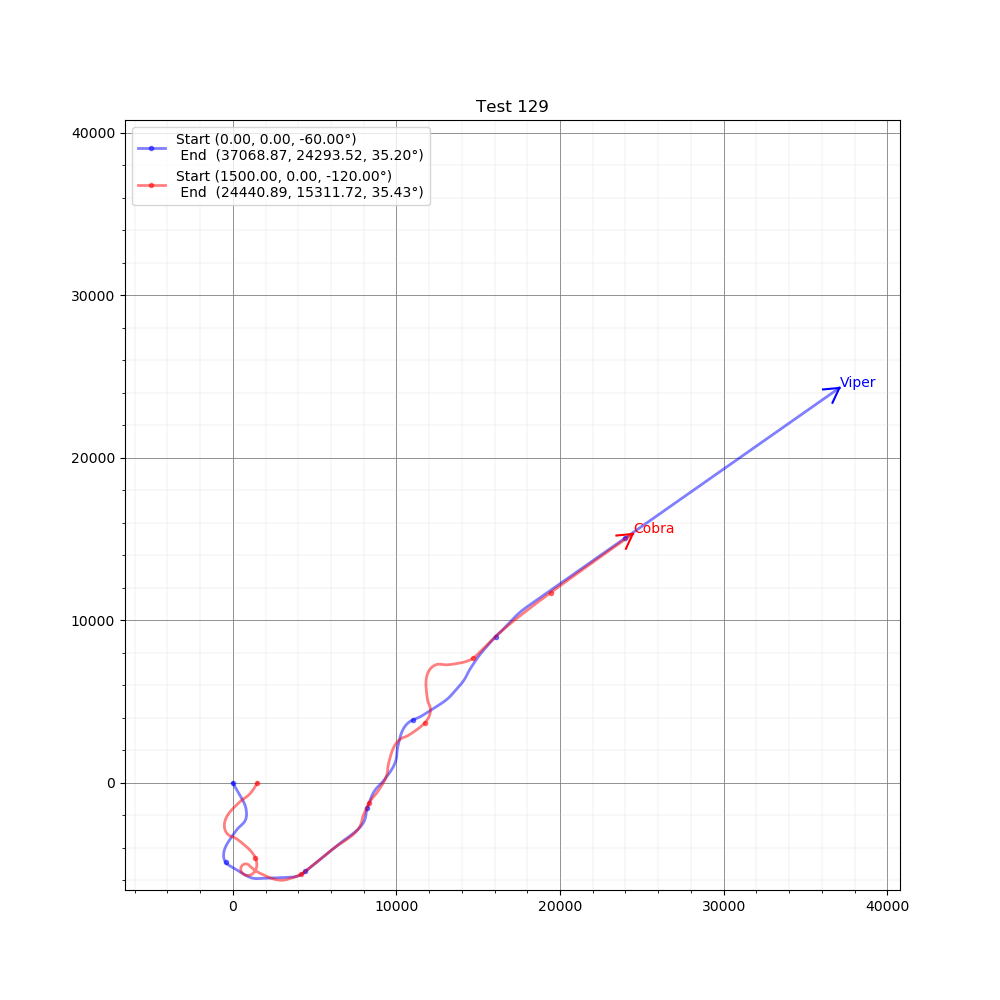 Test 129
Start (0.00, 0.00, -60.00°)
End (37068.87, 24293.52, 35.20°)
Start (1500.00, 0.00, -120.00°)
End (24440.89, 15311.72, 35.43°)
40000
30000
20000
10000
0
Viper
Cobra
0 10000 20000 30000 40000